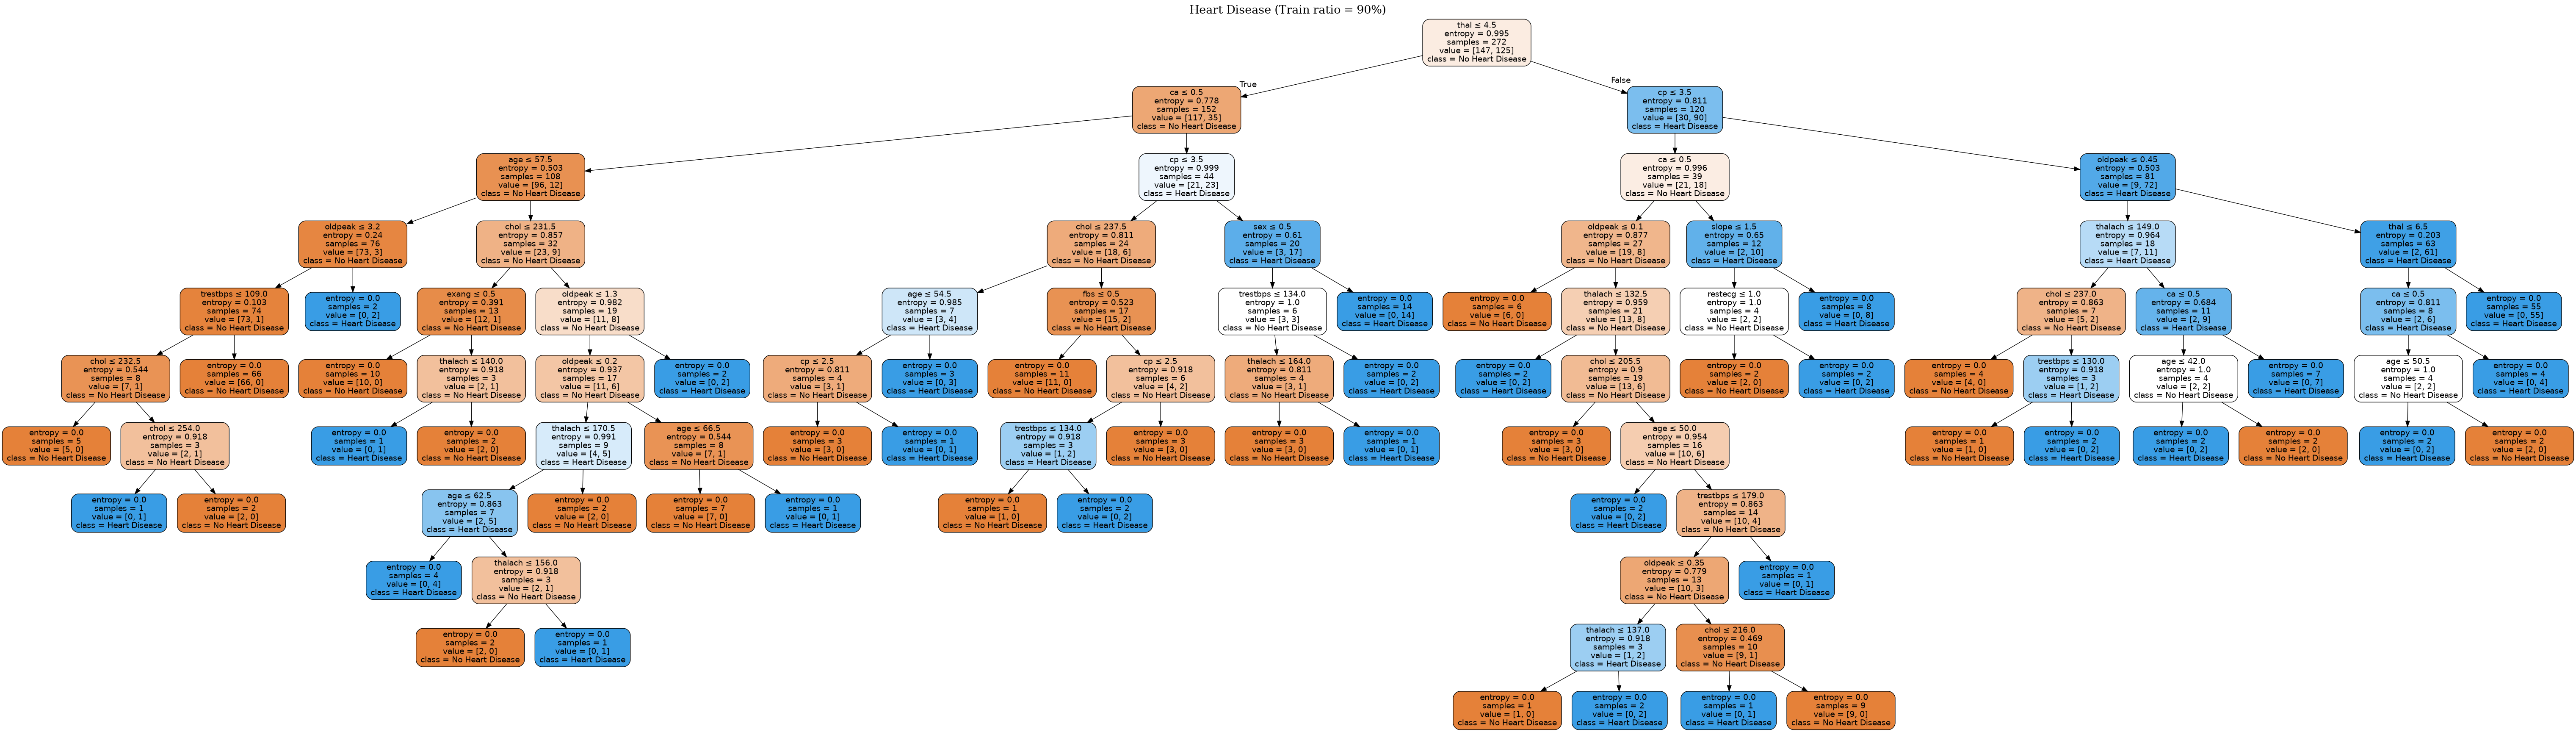 Heart Disease (Train ratio = 90%)
thal ≤ 4.5
entropy = 0.995
samples = 272
value = [147, 125]
class = No Heart Disease
True
False
ca ≤ 0.5
entropy = 0.778
samples = 152
value = [117, 35]
class = No Heart Disease
cp ≤ 3.5
entropy = 0.811
samples = 120
value = [30, 90]
class = Heart Disease
age ≤ 57.5
entropy = 0.503
samples = 108
value = [96, 12]
class = No Heart Disease
cp ≤ 3.5
entropy = 0.999
samples = 44
value = [21, 23]
class = Heart Disease
ca ≤ 0.5
entropy = 0.996
samples = 39
value = [21, 18]
class = No Heart Disease
oldpeak ≤ 0.45
entropy = 0.503
samples = 81
value = [9, 72]
class = Heart Disease
oldpeak ≤ 3.2
entropy = 0.24
samples = 76
value = [73, 3]
class = No Heart Disease
chol ≤ 231.5
entropy = 0.857
samples = 32
value = [23, 9]
class = No Heart Disease
chol ≤ 237.5
entropy = 0.811
samples = 24
value = [18, 6]
class = No Heart Disease
sex ≤ 0.5
entropy = 0.61
samples = 20
value = [3, 17]
class = Heart Disease
oldpeak ≤ 0.1
entropy = 0.877
samples = 27
value = [19, 8]
class = No Heart Disease
slope ≤ 1.5
entropy = 0.65
samples = 12
value = [2, 10]
class = Heart Disease
thalach ≤ 149.0
entropy = 0.964
samples = 18
value = [7, 11]
class = Heart Disease
thal ≤ 6.5
entropy = 0.203
samples = 63
value = [2, 61]
class = Heart Disease
trestbps ≤ 109.0
entropy = 0.103
samples = 74
value = [73, 1]
class = No Heart Disease
entropy = 0.0
samples = 2
value = [0, 2]
class = Heart Disease
exang ≤ 0.5
entropy = 0.391
samples = 13
value = [12, 1]
class = No Heart Disease
oldpeak ≤ 1.3
entropy = 0.982
samples = 19
value = [11, 8]
class = No Heart Disease
age ≤ 54.5
entropy = 0.985
samples = 7
value = [3, 4]
class = Heart Disease
fbs ≤ 0.5
entropy = 0.523
samples = 17
value = [15, 2]
class = No Heart Disease
trestbps ≤ 134.0
entropy = 1.0
samples = 6
value = [3, 3]
class = No Heart Disease
entropy = 0.0
samples = 14
value = [0, 14]
class = Heart Disease
entropy = 0.0
samples = 6
value = [6, 0]
class = No Heart Disease
thalach ≤ 132.5
entropy = 0.959
samples = 21
value = [13, 8]
class = No Heart Disease
restecg ≤ 1.0
entropy = 1.0
samples = 4
value = [2, 2]
class = No Heart Disease
entropy = 0.0
samples = 8
value = [0, 8]
class = Heart Disease
chol ≤ 237.0
entropy = 0.863
samples = 7
value = [5, 2]
class = No Heart Disease
ca ≤ 0.5
entropy = 0.684
samples = 11
value = [2, 9]
class = Heart Disease
ca ≤ 0.5
entropy = 0.811
samples = 8
value = [2, 6]
class = Heart Disease
entropy = 0.0
samples = 55
value = [0, 55]
class = Heart Disease
chol ≤ 232.5
entropy = 0.544
samples = 8
value = [7, 1]
class = No Heart Disease
entropy = 0.0
samples = 66
value = [66, 0]
class = No Heart Disease
entropy = 0.0
samples = 10
value = [10, 0]
class = No Heart Disease
thalach ≤ 140.0
entropy = 0.918
samples = 3
value = [2, 1]
class = No Heart Disease
oldpeak ≤ 0.2
entropy = 0.937
samples = 17
value = [11, 6]
class = No Heart Disease
entropy = 0.0
samples = 2
value = [0, 2]
class = Heart Disease
cp ≤ 2.5
entropy = 0.811
samples = 4
value = [3, 1]
class = No Heart Disease
entropy = 0.0
samples = 3
value = [0, 3]
class = Heart Disease
entropy = 0.0
samples = 11
value = [11, 0]
class = No Heart Disease
cp ≤ 2.5
entropy = 0.918
samples = 6
value = [4, 2]
class = No Heart Disease
thalach ≤ 164.0
entropy = 0.811
samples = 4
value = [3, 1]
class = No Heart Disease
entropy = 0.0
samples = 2
value = [0, 2]
class = Heart Disease
entropy = 0.0
samples = 2
value = [0, 2]
class = Heart Disease
chol ≤ 205.5
entropy = 0.9
samples = 19
value = [13, 6]
class = No Heart Disease
entropy = 0.0
samples = 2
value = [2, 0]
class = No Heart Disease
entropy = 0.0
samples = 2
value = [0, 2]
class = Heart Disease
entropy = 0.0
samples = 4
value = [4, 0]
class = No Heart Disease
trestbps ≤ 130.0
entropy = 0.918
samples = 3
value = [1, 2]
class = Heart Disease
age ≤ 42.0
entropy = 1.0
samples = 4
value = [2, 2]
class = No Heart Disease
entropy = 0.0
samples = 7
value = [0, 7]
class = Heart Disease
age ≤ 50.5
entropy = 1.0
samples = 4
value = [2, 2]
class = No Heart Disease
entropy = 0.0
samples = 4
value = [0, 4]
class = Heart Disease
entropy = 0.0
samples = 5
value = [5, 0]
class = No Heart Disease
chol ≤ 254.0
entropy = 0.918
samples = 3
value = [2, 1]
class = No Heart Disease
entropy = 0.0
samples = 1
value = [0, 1]
class = Heart Disease
entropy = 0.0
samples = 2
value = [2, 0]
class = No Heart Disease
thalach ≤ 170.5
entropy = 0.991
samples = 9
value = [4, 5]
class = Heart Disease
age ≤ 66.5
entropy = 0.544
samples = 8
value = [7, 1]
class = No Heart Disease
entropy = 0.0
samples = 3
value = [3, 0]
class = No Heart Disease
entropy = 0.0
samples = 1
value = [0, 1]
class = Heart Disease
trestbps ≤ 134.0
entropy = 0.918
samples = 3
value = [1, 2]
class = Heart Disease
entropy = 0.0
samples = 3
value = [3, 0]
class = No Heart Disease
entropy = 0.0
samples = 3
value = [3, 0]
class = No Heart Disease
entropy = 0.0
samples = 1
value = [0, 1]
class = Heart Disease
entropy = 0.0
samples = 3
value = [3, 0]
class = No Heart Disease
age ≤ 50.0
entropy = 0.954
samples = 16
value = [10, 6]
class = No Heart Disease
entropy = 0.0
samples = 1
value = [1, 0]
class = No Heart Disease
entropy = 0.0
samples = 2
value = [0, 2]
class = Heart Disease
entropy = 0.0
samples = 2
value = [0, 2]
class = Heart Disease
entropy = 0.0
samples = 2
value = [2, 0]
class = No Heart Disease
entropy = 0.0
samples = 2
value = [0, 2]
class = Heart Disease
entropy = 0.0
samples = 2
value = [2, 0]
class = No Heart Disease
entropy = 0.0
samples = 1
value = [0, 1]
class = Heart Disease
entropy = 0.0
samples = 2
value = [2, 0]
class = No Heart Disease
age ≤ 62.5
entropy = 0.863
samples = 7
value = [2, 5]
class = Heart Disease
entropy = 0.0
samples = 2
value = [2, 0]
class = No Heart Disease
entropy = 0.0
samples = 7
value = [7, 0]
class = No Heart Disease
entropy = 0.0
samples = 1
value = [0, 1]
class = Heart Disease
entropy = 0.0
samples = 1
value = [1, 0]
class = No Heart Disease
entropy = 0.0
samples = 2
value = [0, 2]
class = Heart Disease
entropy = 0.0
samples = 2
value = [0, 2]
class = Heart Disease
trestbps ≤ 179.0
entropy = 0.863
samples = 14
value = [10, 4]
class = No Heart Disease
entropy = 0.0
samples = 4
value = [0, 4]
class = Heart Disease
thalach ≤ 156.0
entropy = 0.918
samples = 3
value = [2, 1]
class = No Heart Disease
oldpeak ≤ 0.35
entropy = 0.779
samples = 13
value = [10, 3]
class = No Heart Disease
entropy = 0.0
samples = 1
value = [0, 1]
class = Heart Disease
entropy = 0.0
samples = 2
value = [2, 0]
class = No Heart Disease
entropy = 0.0
samples = 1
value = [0, 1]
class = Heart Disease
thalach ≤ 137.0
entropy = 0.918
samples = 3
value = [1, 2]
class = Heart Disease
chol ≤ 216.0
entropy = 0.469
samples = 10
value = [9, 1]
class = No Heart Disease
entropy = 0.0
samples = 1
value = [1, 0]
class = No Heart Disease
entropy = 0.0
samples = 2
value = [0, 2]
class = Heart Disease
entropy = 0.0
samples = 1
value = [0, 1]
class = Heart Disease
entropy = 0.0
samples = 9
value = [9, 0]
class = No Heart Disease